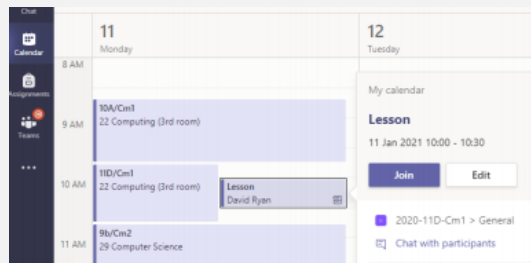 Chat
Calendar
Assignments
Teams
11
Monday
12
Tuesday
8 AM
9 AM
10 AM
11 AM
10A/Cm1
22 Computing (3rd room)
11D/Cm1
22 Computing (3rd room)
Lesson
David Ryan
9b/Cm2
29 Computer Science
My calendar
Lesson
11 Jan 2021 10:00 - 10:30
Join
Edit
2020-11D-Cm1 > General
Chat with participants